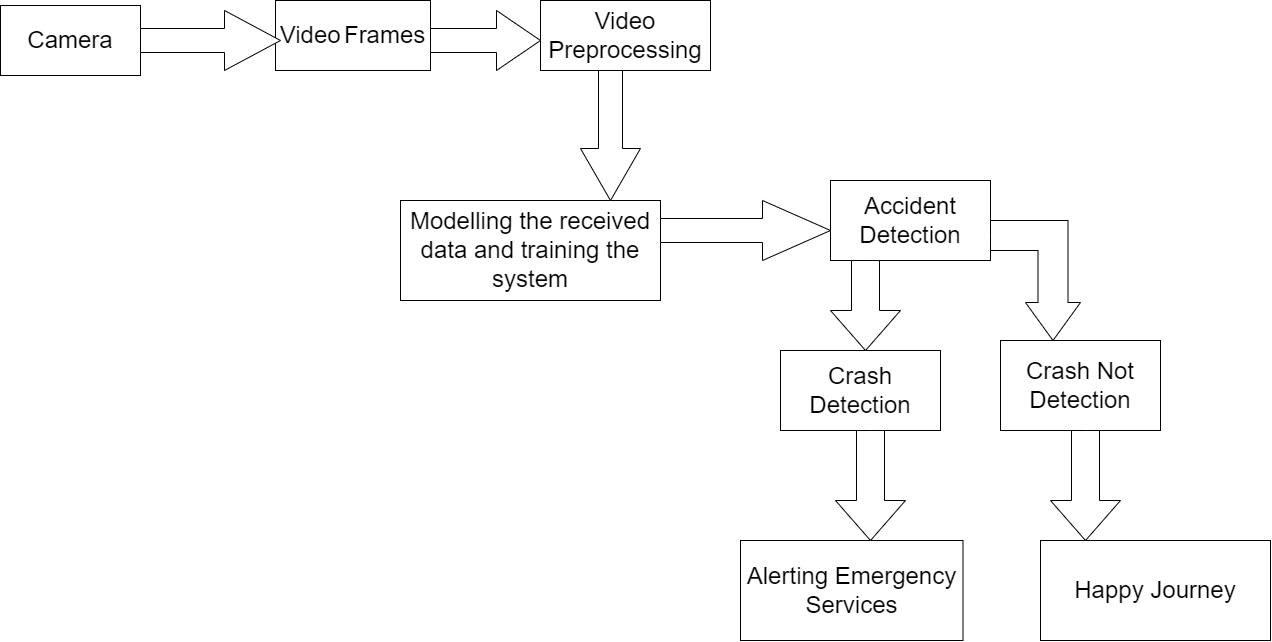 Camera
Video Frames
Video
Preprocessing
Modelling the received
data and training the
system
Accident
Detection
Crash
Detection
Crash Not
Detection
Alerting Emergency
Services
Happy Journey